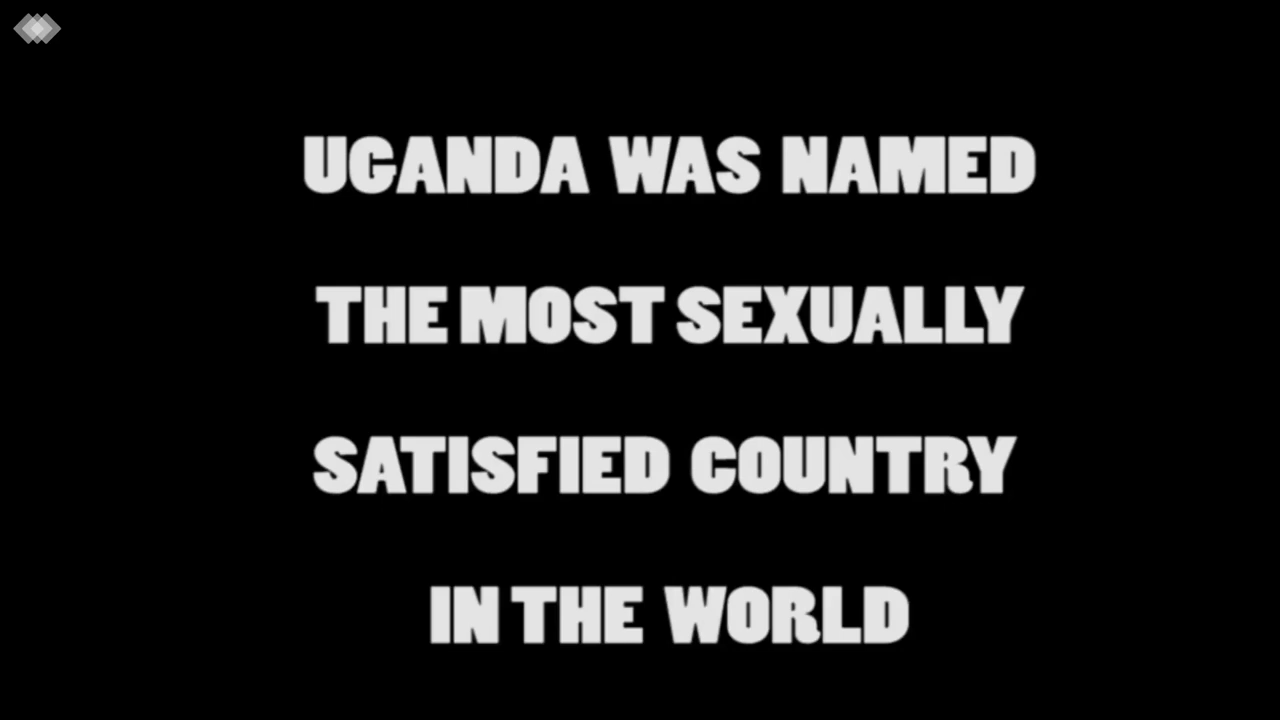 UGANDA WAS NAMED
THE MOST SEXUALLY
SATISFIED COUNTRY
IN THE WORLD